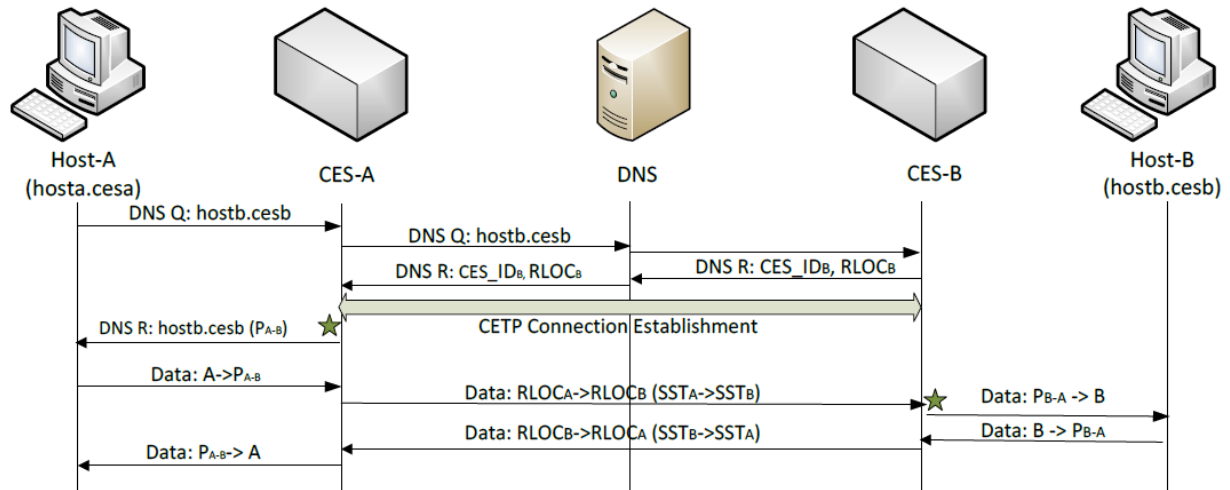 Host-A
(hosta.cesa)
CES-A
DNS
CES-B
Host-B
(hostb.cesb)
DNS Q: hostb.cesb
DNS Q: hostb.cesb
DNS R: CES_IDB, RLOCB
DNS R: CES_IDB, RLOCB
CETP Connection Establishment
DNS R: hostb.cesb (PA-B)
Data: A->PA-B
Data: RLOCA->RLOCB (SSTA->SSTB)
Data: PB-A -> B
Data: RLOCB->RLOCA (SSTB->SSTA)
Data: B -> PB-A
Data: PA-B-> A